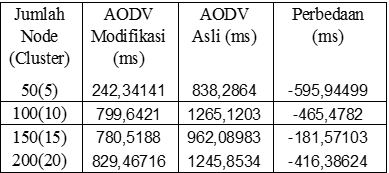 Jumlah Node (Cluster) AODV Modifikasi (ms) AODV Asli (ms) Perbedaan (ms)
50(5) 242,34141 838,2864 -595,94499
100(10) 799,6421 1265,1203 -465,4782
150(15) 780,5188 962,08983 -181,57103
200(20) 829,46716 1245,8534 -416,38624